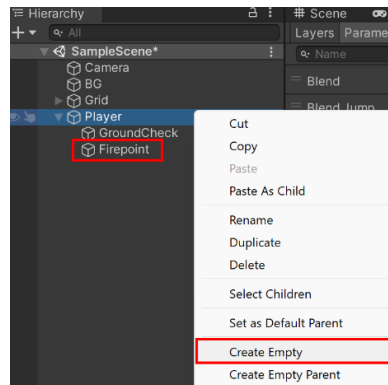 Hierarchy
# Scene
+ All
Layers Parame
SampleScene*
Name
Camera
BG
Blend
Grid
Blend Jump
Player
GroundCheck
Firepoint
Cut
Copy
Paste
Paste As Child
Rename
Duplicate
Delete
Select Children
Set as Default Parent
Create Empty
Create Empty Parent